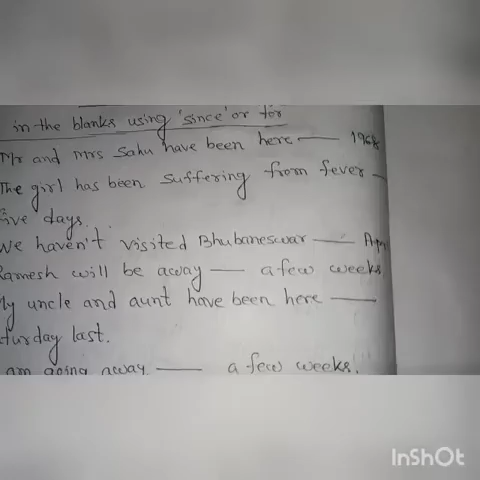 in the blanks using 'since' or for
Mr and Mrs Sahu have been here —
The girl has been suffering from fever —
five days.
We haven't visited Bhubaneswar —
Ramesh will be away — a few weeks
My uncle and aunt have been here —
turday last.
am going away — a few weeks.
InShOt